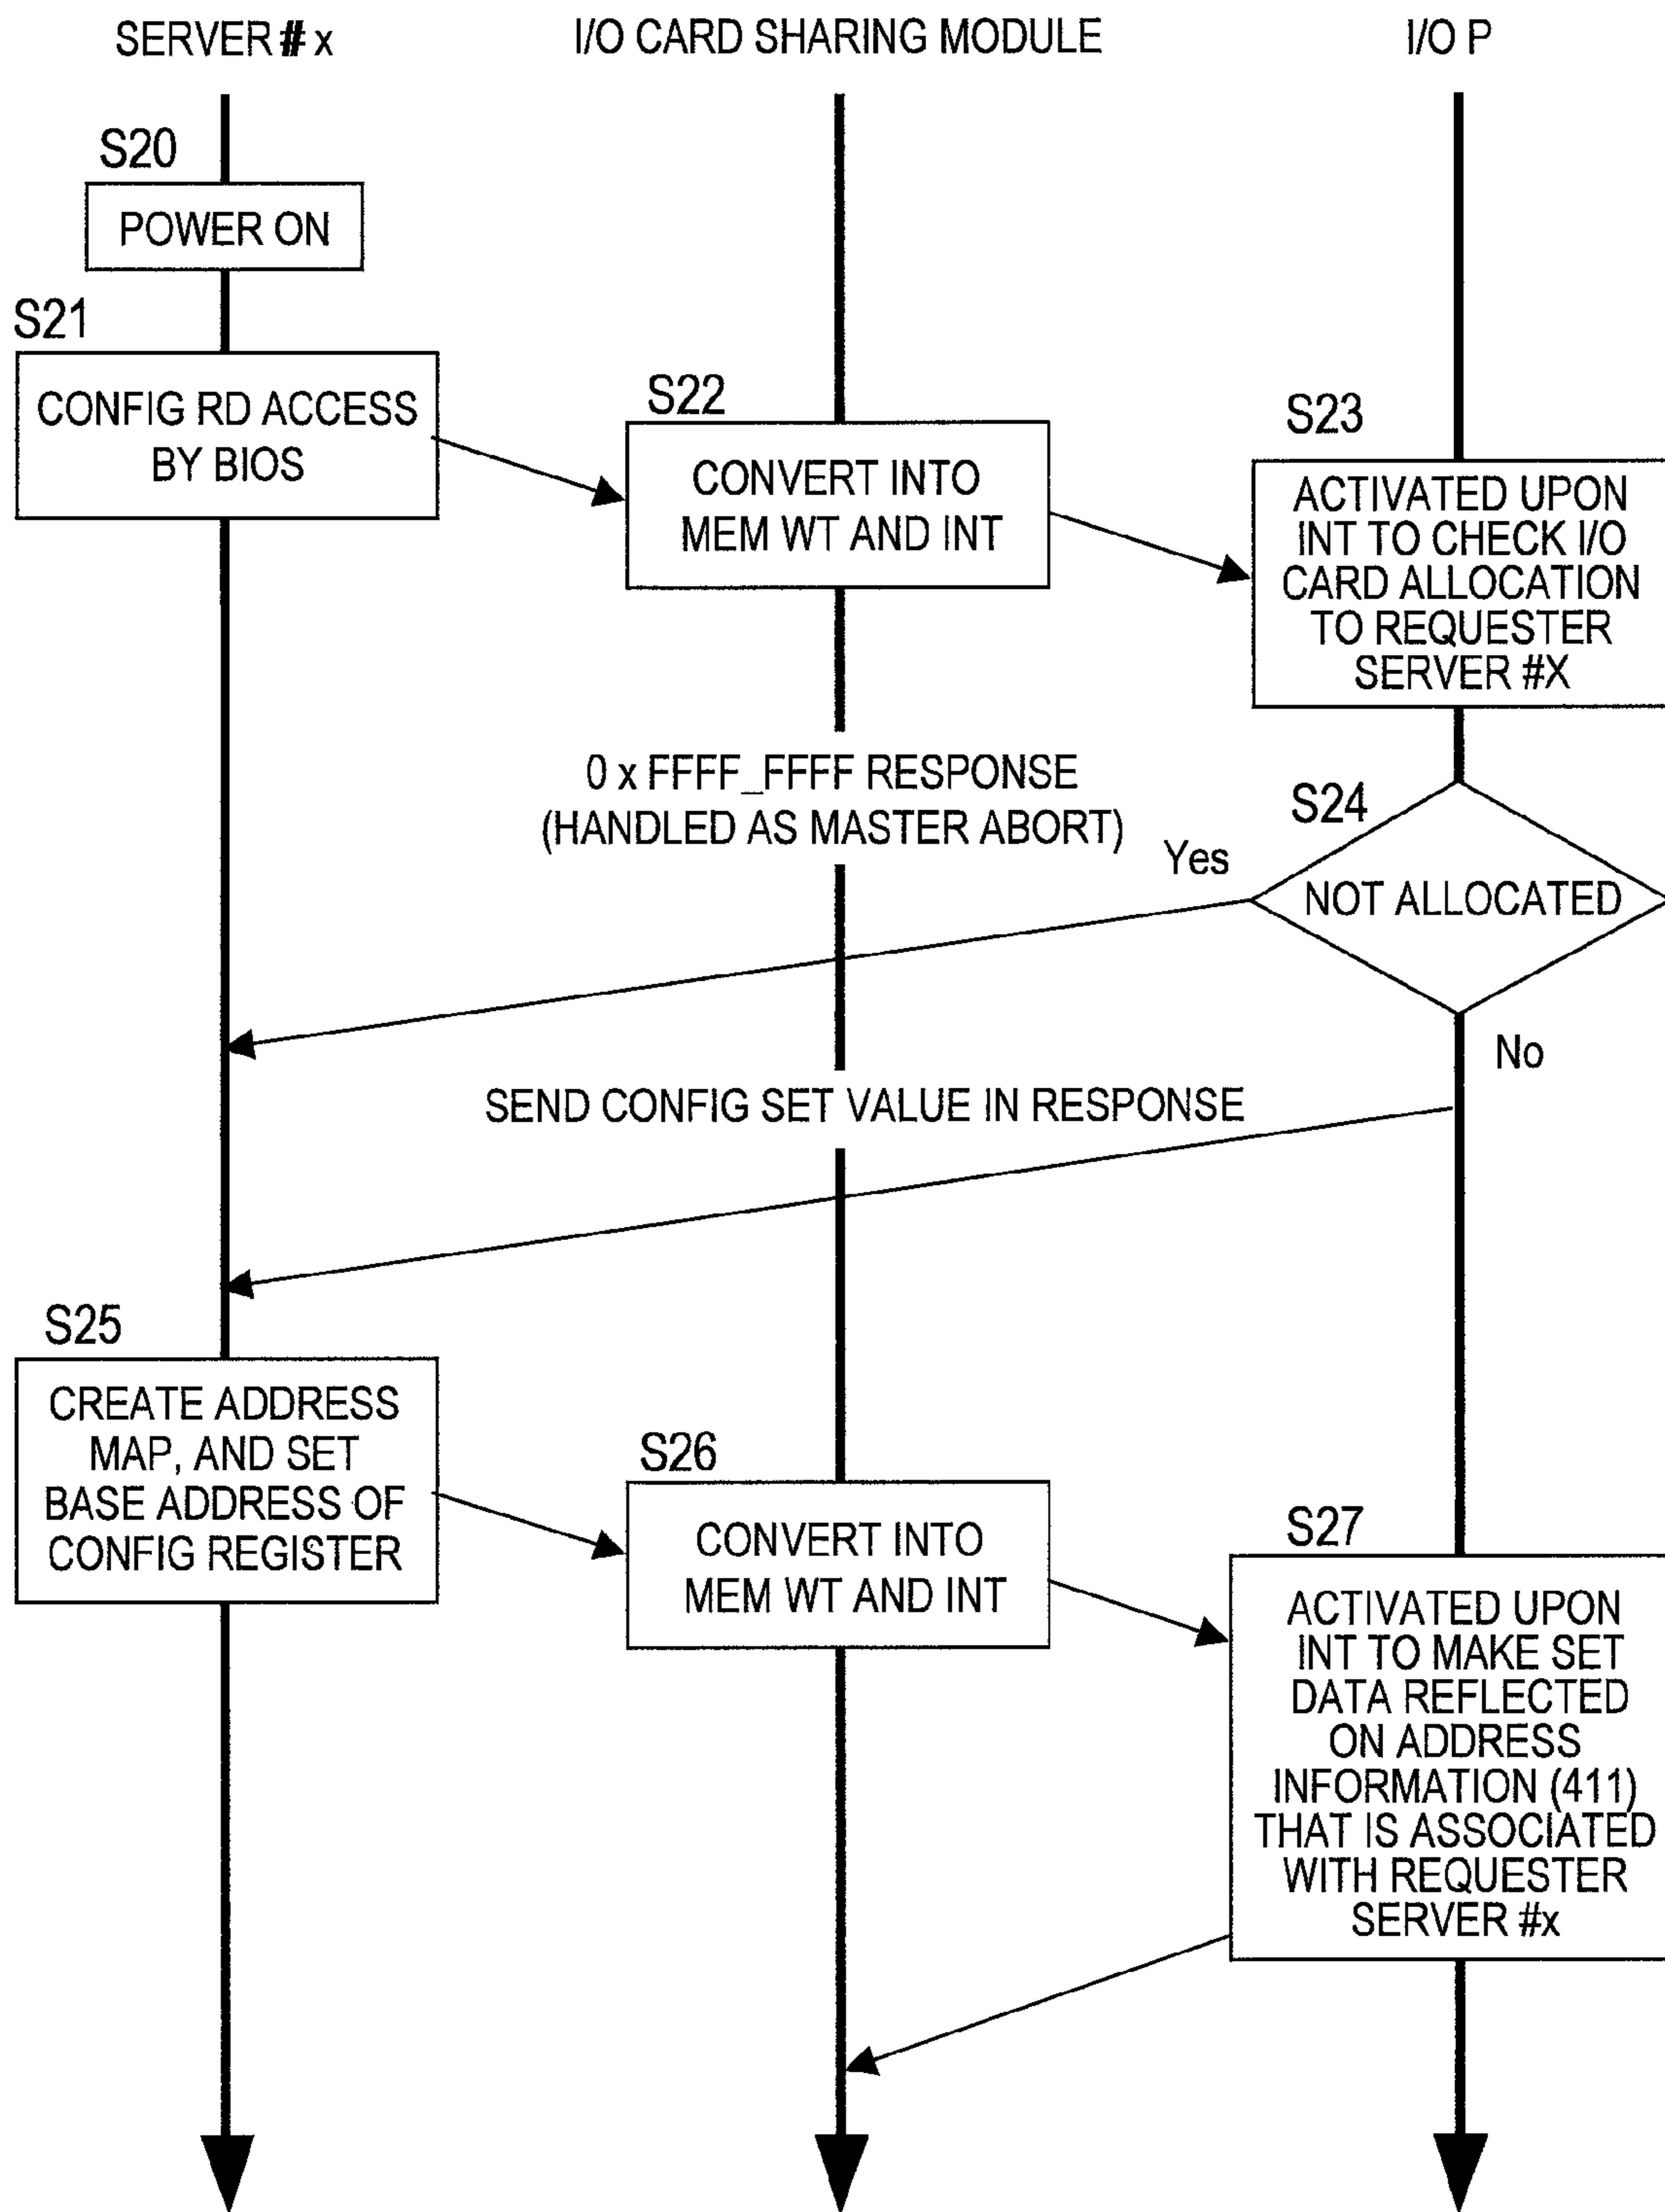 SERVER # x
I/O CARD SHARING MODULE
I/O P
S20
POWER ON
S21
CONFIG RD ACCESS
BY BIOS
S22
CONVERT INTO
MEM WT AND INT
S23
ACTIVATED UPON
INT TO CHECK I/O
CARD ALLOCATION
TO REQUESTER
SERVER #X
0 x FFFF_FFFF RESPONSE
(HANDLED AS MASTER ABORT)
S24
Yes
NOT ALLOCATED
No
SEND CONFIG SET VALUE IN RESPONSE
S25
CREATE ADDRESS
MAP, AND SET
BASE ADDRESS OF
CONFIG REGISTER
S26
CONVERT INTO
MEM WT AND INT
S27
ACTIVATED UPON
INT TO MAKE SET
DATA REFLECTED
ON ADDRESS
INFORMATION (411)
THAT IS ASSOCIATED
WITH REQUESTER
SERVER #x